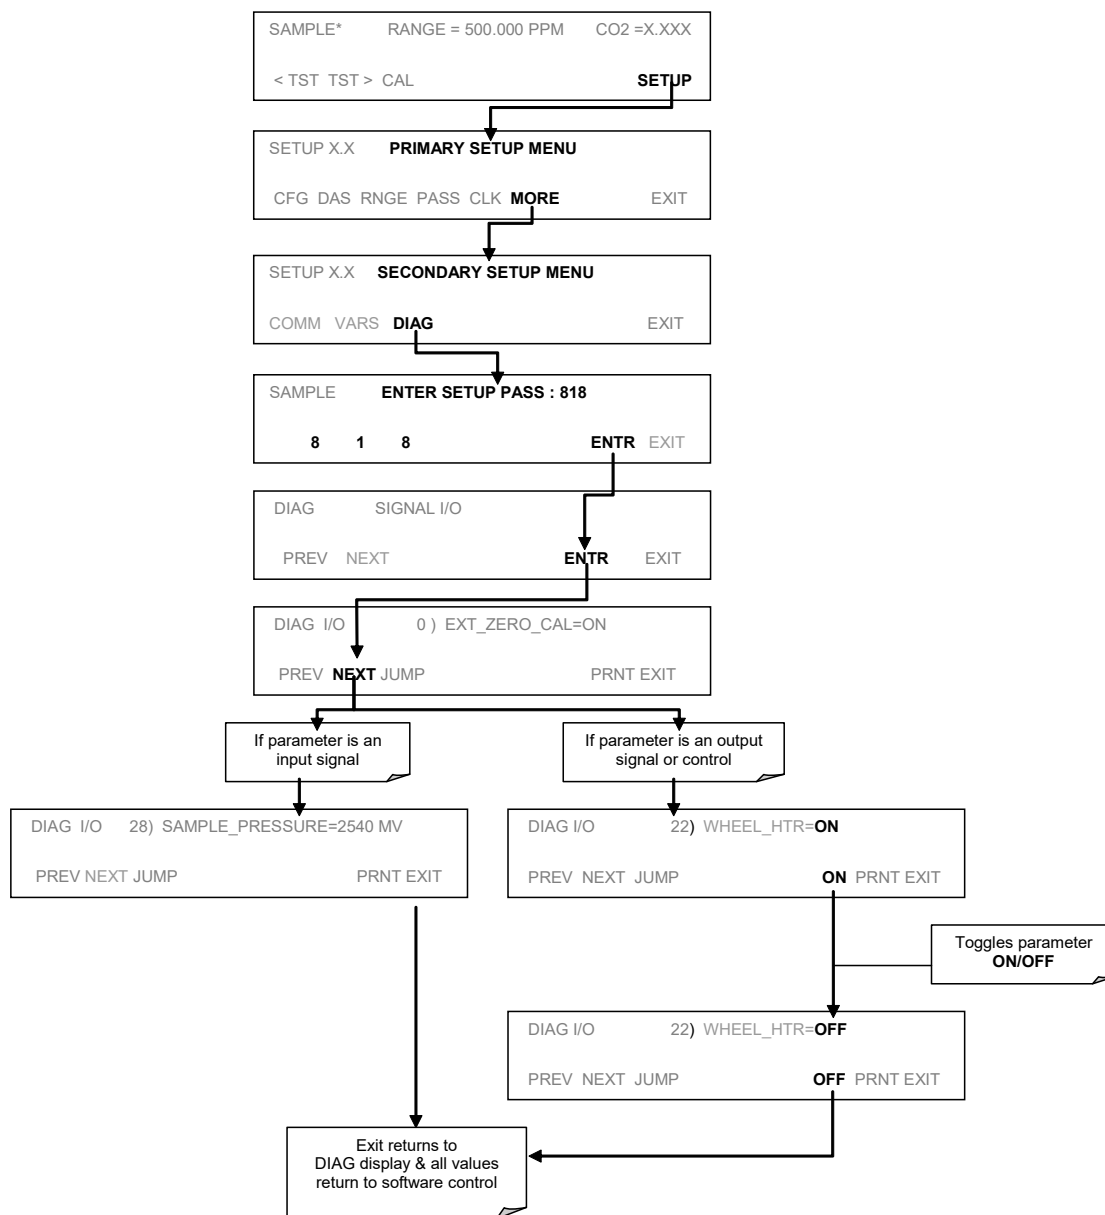 SAMPLE* RANGE = 500.000 PPM CO2 =X.XXX
< TST TST > CAL SETUP
SETUP X.X PRIMARY SETUP MENU
CFG DAS RNGE PASS CLK MORE EXIT
SETUP X.X SECONDARY SETUP MENU
COMM VARS DIAG EXIT
SAMPLE ENTER SETUP PASS : 818
8 1 8 ENTR EXIT
DIAG SIGNAL I/O
PREV NEXT ENTR EXIT
DIAG I/O 0 ) EXT_ZERO_CAL=ON
PREV NEXT JUMP PRNT EXIT
If parameter is an
input signal
If parameter is an output
signal or control
DIAG I/O 28) SAMPLE_PRESSURE=2540 MV
PREV NEXT JUMP PRNT EXIT
DIAG I/O 22) WHEEL_HTR=ON
PREV NEXT JUMP ON PRNT EXIT
Toggles parameter
ON/OFF
DIAG I/O 22) WHEEL_HTR=OFF
PREV NEXT JUMP OFF PRNT EXIT
Exit returns to
DIAG display & all values
return to software control